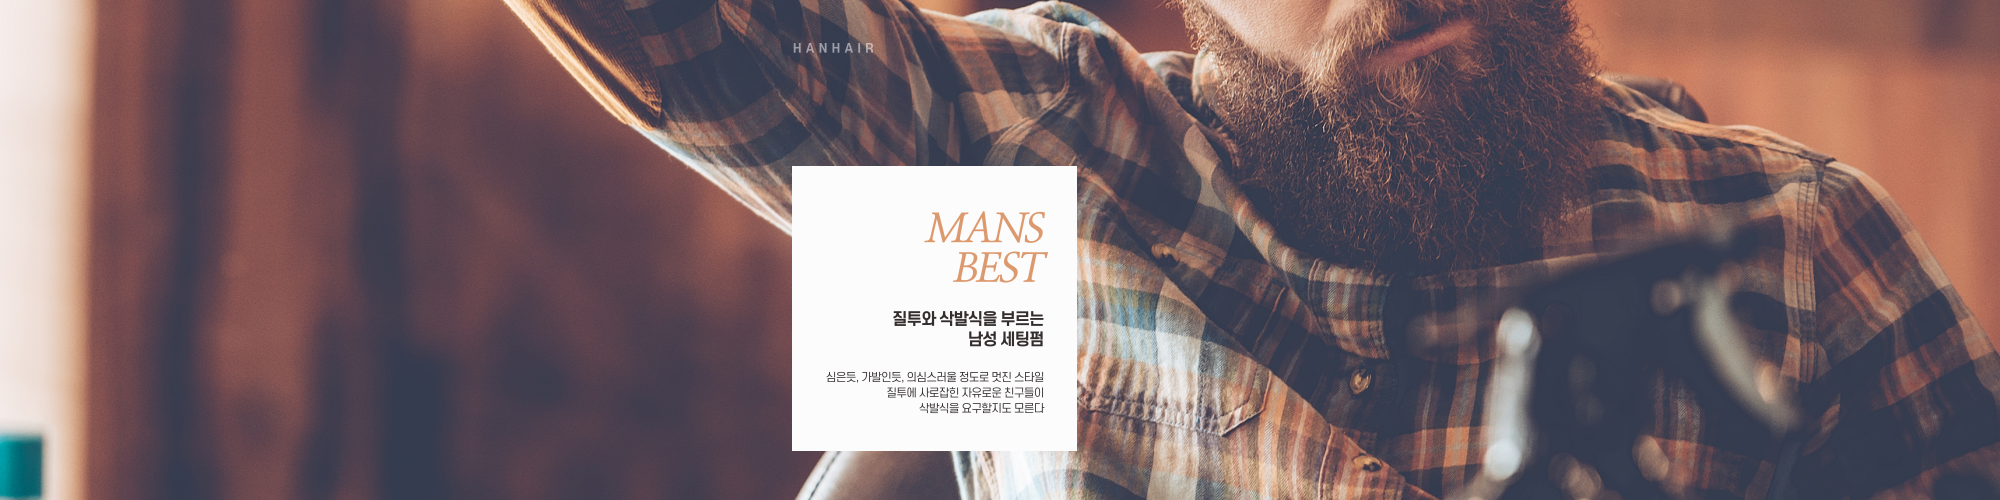 HANHAIR
MANS
BEST
질투와 삭발식을 부르는
남성 세팅펌
심은듯, 가발인듯, 의심스러울 정도로 멋진 스타일
질투에 사로잡힌 자유로운 친구들이
삭발식을 요구할지도 모른다